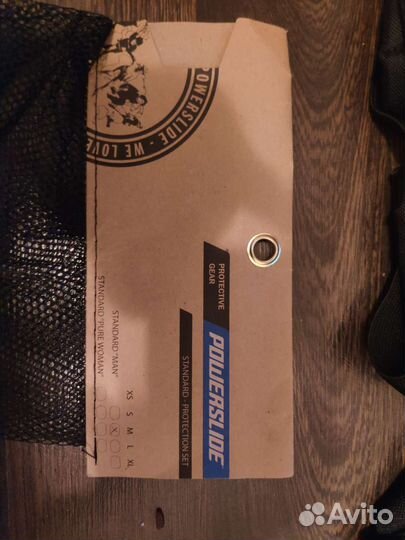 POWERSLIDE - WE LOVE
PROTECTIVE
GEAR
POWERSLIDE
STANDARD - PROTECTION SET
XS S M L XL
STANDARD "MAN"
X
STANDARD "PURE WOMAN"
Avito